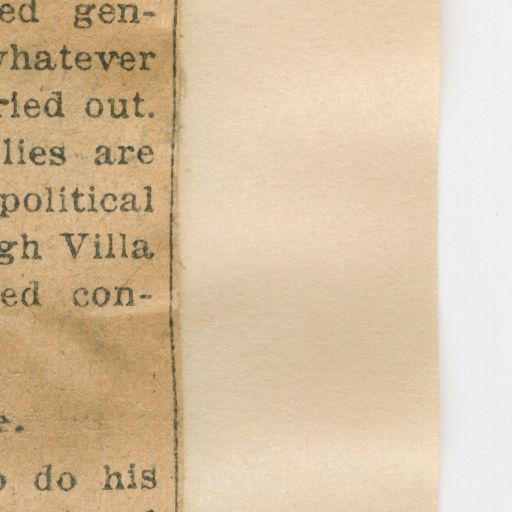 ed gen-
whatever
ried out.
lies are
political
gh Villa
ed con-
e.
o do his